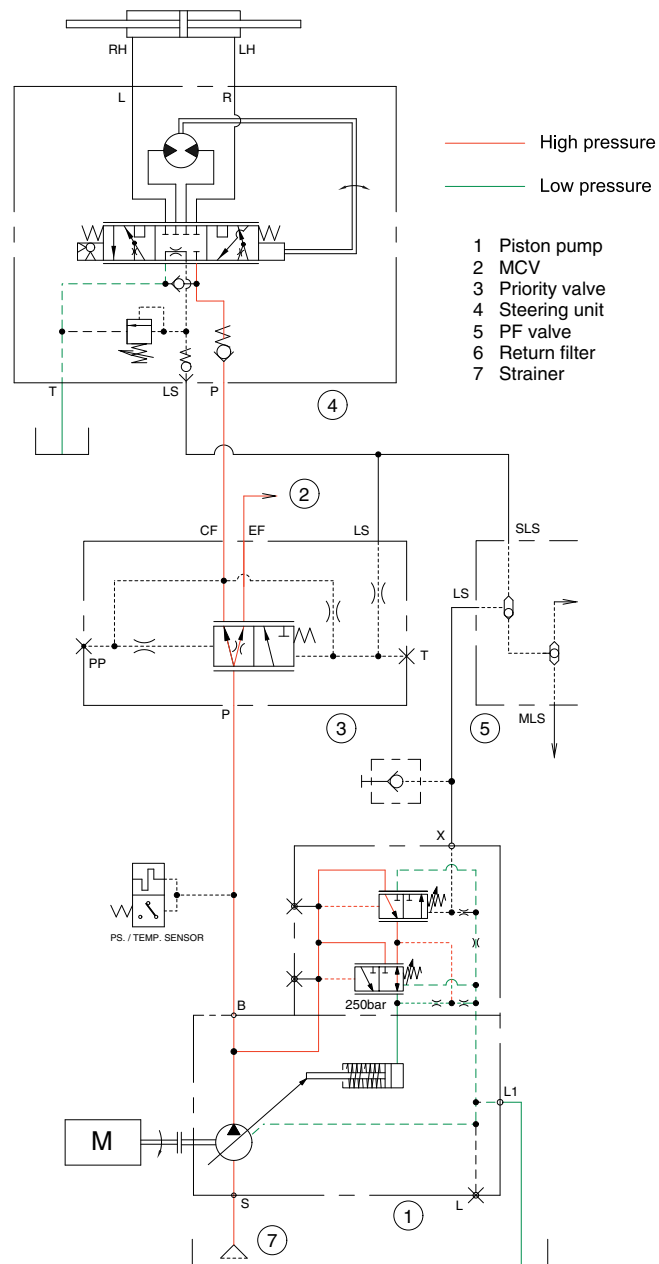 RH
LH
L
R
High pressure
Low pressure
1 Piston pump
2 MCV
3 Priority valve
4 Steering unit
5 PF valve
6 Return filter
7 Strainer
T
LS
P
4
2
CF
EF
LS
SLS
LS
PP
T
P
3
5
MLS
X
PS. / TEMP. SENSOR
250bar
B
L1
M
S
L
1
7